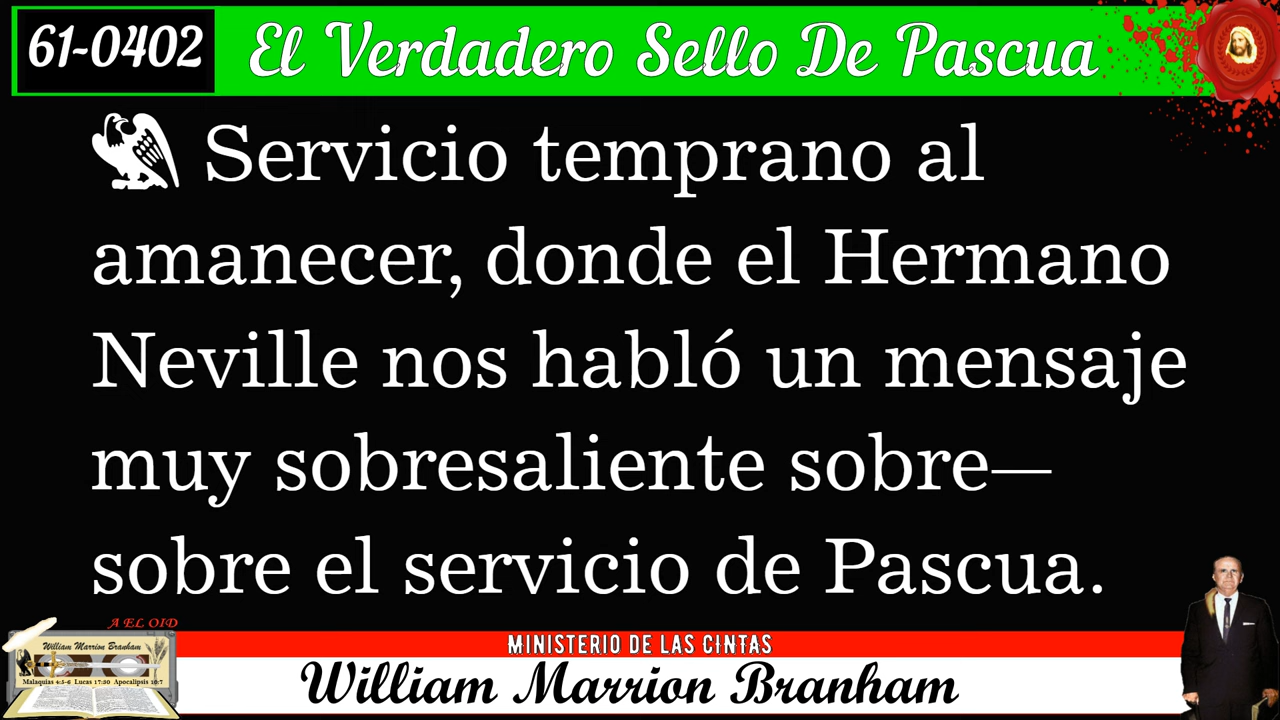 61-0402
El Verdadero Sello De Pascua
Servicio temprano al
amanecer, donde el Hermano
Neville nos habló un mensaje
muy sobresaliente sobre—
sobre el servicio de Pascua.
A EL OID
William Marrion Branham
Malaquias 4:5-6 Lucas 17:30 Apocalipsis 10:7
MINISTERIO DE LAS CINTAS
William Marrion Branham